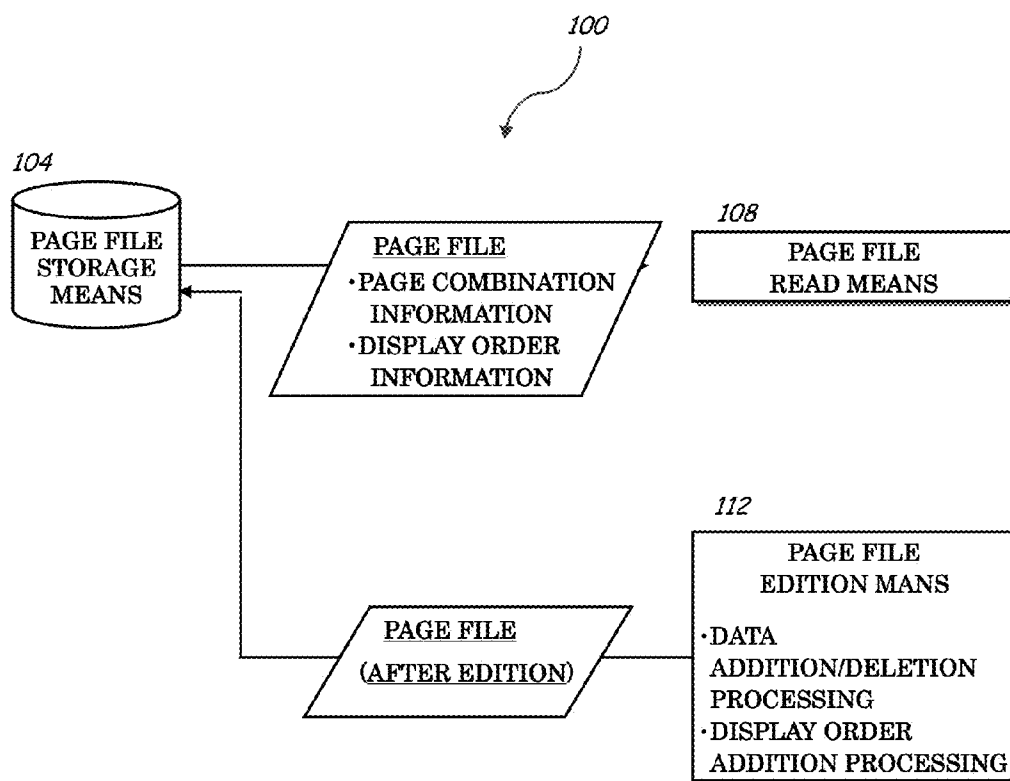 100
104
PAGE FILE
STORAGE
MEANS
PAGE FILE
・PAGE COMBINATION
INFORMATION
・DISPLAY ORDER
INFORMATION
108
PAGE FILE
READ MEANS
112
PAGE FILE
EDITION MANS
・DATA
ADDITION/DELETION
PROCESSING
・DISPLAY ORDER
ADDITION PROCESSING
PAGE FILE
(AFTER EDITION)